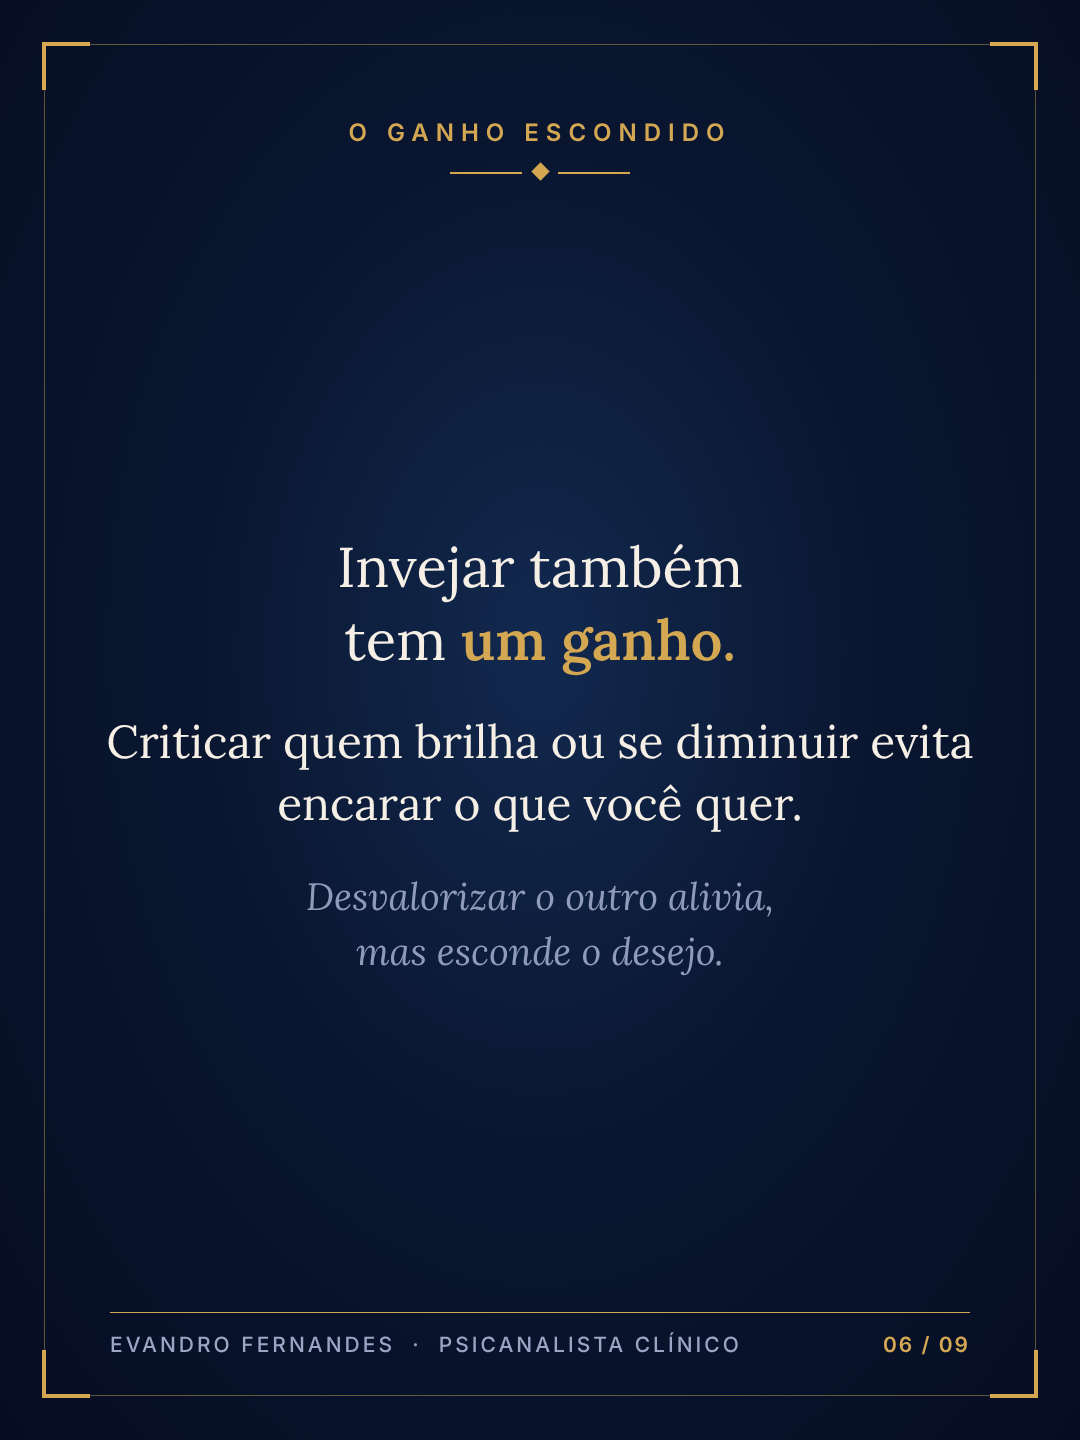 O GANHO ESCONDIDO
Invejar também
tem um ganho.
Criticar quem brilha ou se diminuir evita
encarar o que você quer.
Desvalorizar o outro alivia,
mas esconde o desejo.
EVANDRO FERNANDES · PSICANALISTA CLÍNICO 06 / 09